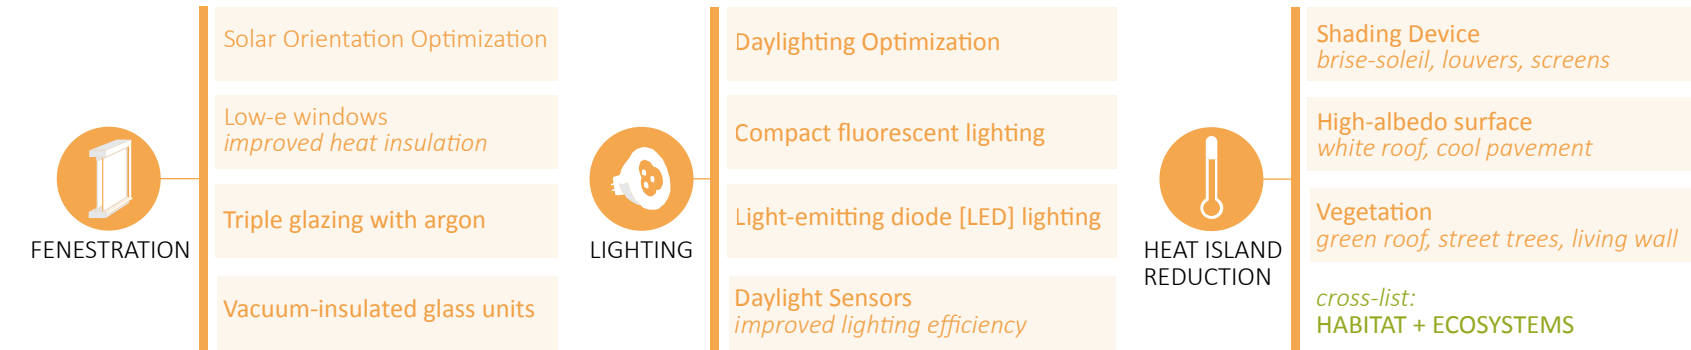 FENESTRATION
Solar Orientation Optimization
Low-e windows
improved heat insulation
Triple glazing with argon
Vacuum-insulated glass units
LIGHTING
Daylighting Optimization
Compact fluorescent lighting
Light-emitting diode [LED] lighting
Daylight Sensors
improved lighting efficiency
HEAT ISLAND
REDUCTION
Shading Device
brise-soleil, louvers, screens
High-albedo surface
white roof, cool pavement
Vegetation
green roof, street trees, living wall
cross-list:
HABITAT + ECOSYSTEMS